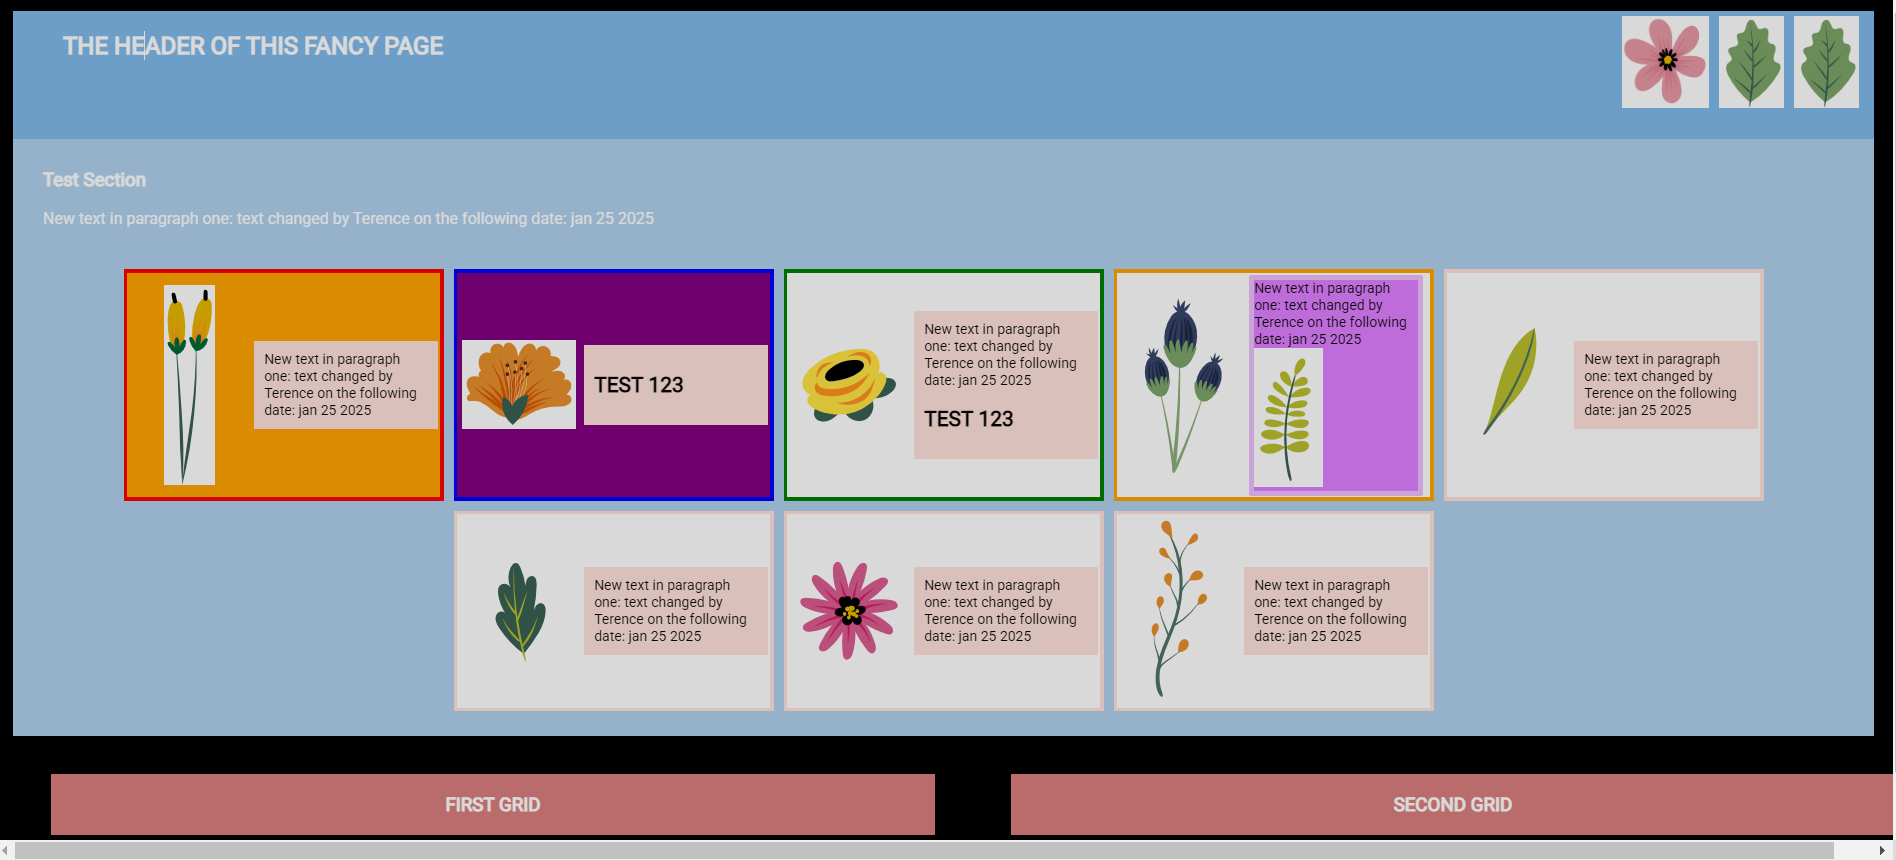 THE HEADER OF THIS FANCY PAGE
Test Section
New text in paragraph one: text changed by Terence on the following date: jan 25 2025
New text in paragraph
one: text changed by
Terence on the following
date: jan 25 2025
TEST 123
New text in paragraph
one: text changed by
Terence on the following
date: jan 25 2025
TEST 123
New text in paragraph
one: text changed by
Terence on the following
date: jan 25 2025
New text in paragraph
one: text changed by
Terence on the following
date: jan 25 2025
New text in paragraph
one: text changed by
Terence on the following
date: jan 25 2025
New text in paragraph
one: text changed by
Terence on the following
date: jan 25 2025
New text in paragraph
one: text changed by
Terence on the following
date: jan 25 2025
FIRST GRID
SECOND GRID